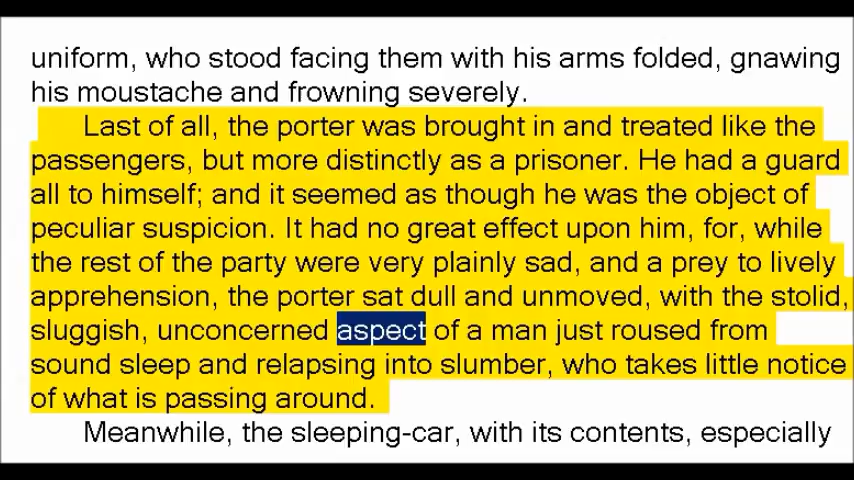 uniform, who stood facing them with his arms folded, gnawing
his moustache and frowning severely.
Last of all, the porter was brought in and treated like the
passengers, but more distinctly as a prisoner. He had a guard
all to himself; and it seemed as though he was the object of
peculiar suspicion. It had no great effect upon him, for, while
the rest of the party were very plainly sad, and a prey to lively
apprehension, the porter sat dull and unmoved, with the stolid,
sluggish, unconcerned aspect of a man just roused from
sound sleep and relapsing into slumber, who takes little notice
of what is passing around.
Meanwhile, the sleeping-car, with its contents, especially